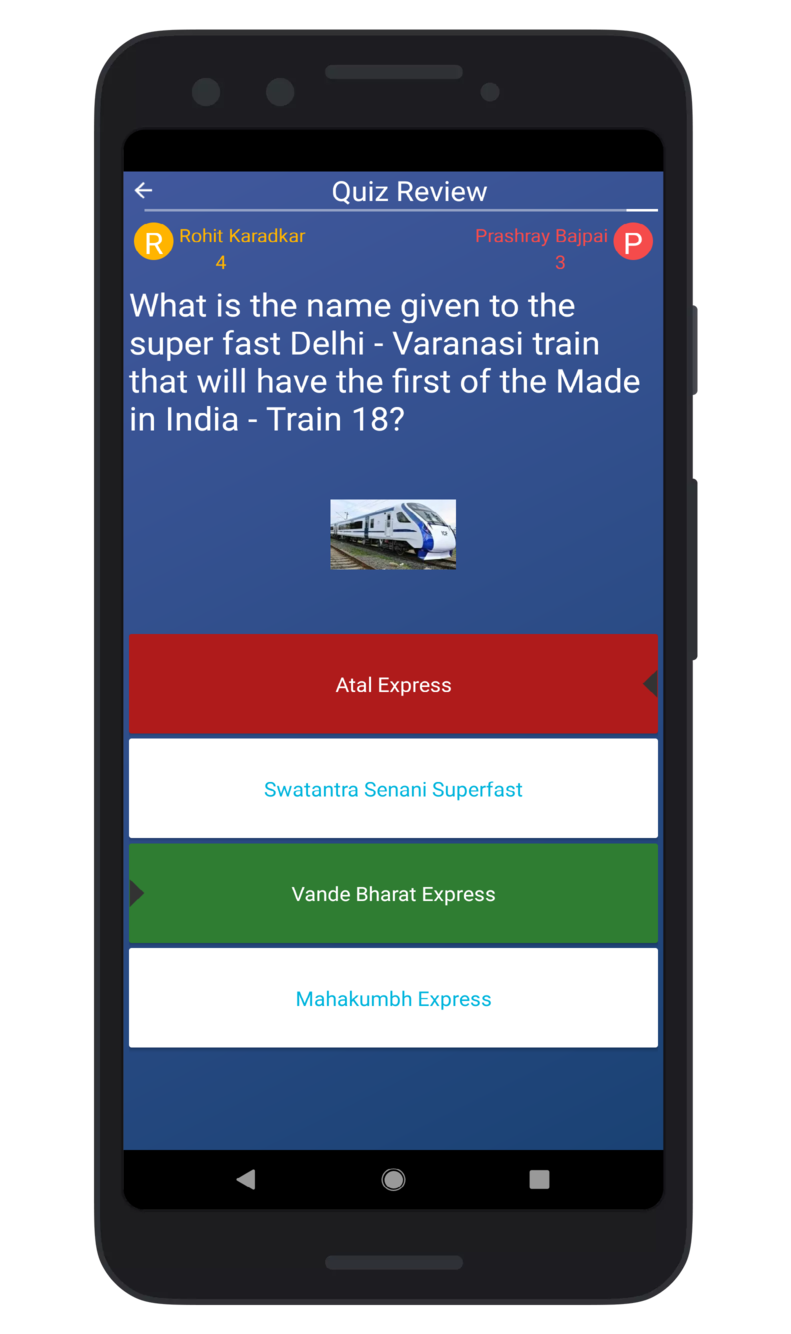 Quiz Review
R Rohit Karadkar
4
Prashray Bajpai P
3
What is the name given to the
super fast Delhi - Varanasi train
that will have the first of the Made
in India - Train 18?
Atal Express
Swatantra Senani Superfast
Vande Bharat Express
Mahakumbh Express